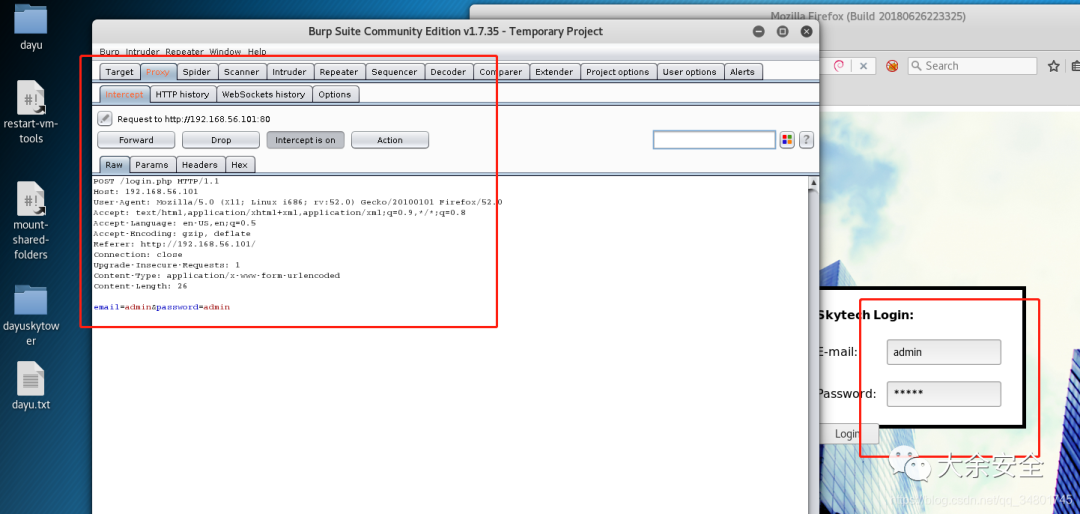 Mozilla Firefox (Build 20180626223325)
Burp Suite Community Edition v1.7.35 - Temporary Project
Burp Intruder Repeater Window Help
Target Proxy Spider Scanner Intruder Repeater Sequencer Decoder Comparer Extender Project options User options Alerts
Intercept HTTP history WebSockets history Options
Request to http://192.168.56.101:80
Forward Drop Intercept is on Action
?
Raw Params Headers Hex
POST /login.php HTTP/1.1
Host: 192.168.56.101
User-Agent: Mozilla/5.0 (X11; Linux i686; rv:52.0) Gecko/20100101 Firefox/52.0
Accept: text/html,application/xhtml+xml,application/xml;q=0.9,*/*;q=0.8
Accept-Language: en-US,en;q=0.5
Accept-Encoding: gzip, deflate
Referer: http://192.168.56.101/
Connection: close
Upgrade-Insecure-Requests: 1
Content-Type: application/x-www-form-urlencoded
Content-Length: 26
email=admin&password=admin
dayu
#!
restart-vm-
tools
#!
mount-
shared-
folders
dayuskytow
er
dayu.txt
Search
Skytech Login:
E-mail: admin
Password: *****
Login
大余安全
https://blog.csdn.net/qq_34801745